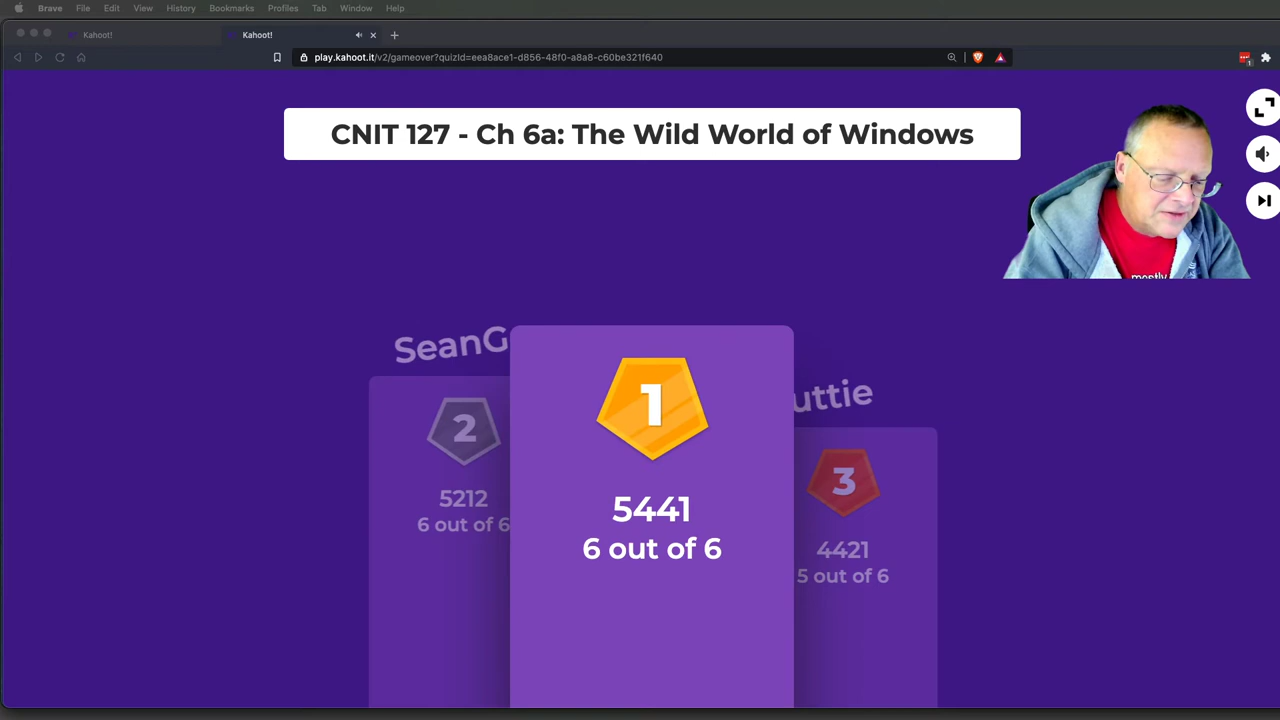 Brave File Edit View History Bookmarks Profiles Tab Window Help
Kahoot! Kahoot!
play.kahoot.it/v2/gameover?quizId=eea8ace1-d856-48f0-a8a8-c60be321f640
1
CNIT 127 - Ch 6a: The Wild World of Windows
mostly
SeanG
1
uttie
2
3
5212
6 out of 6
5441
6 out of 6
4421
5 out of 6